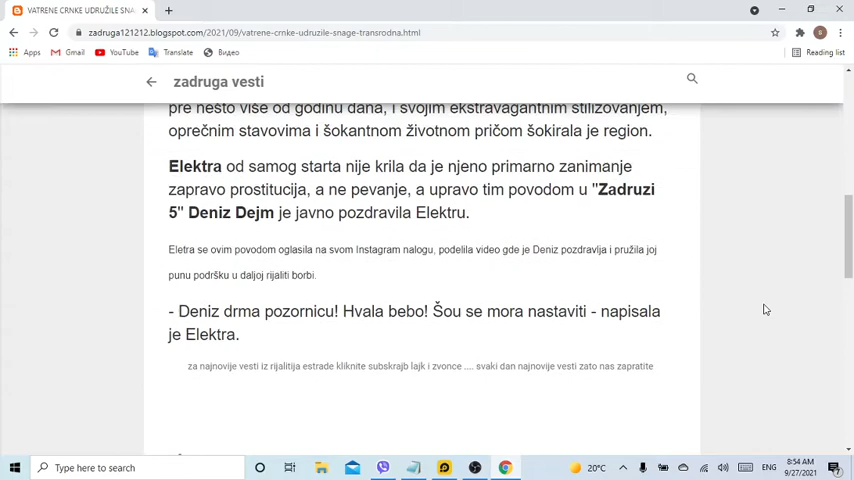 VATRENE CRNKE UDRUŽILE SNA
zadruga121212.blogspot.com/2021/09/vatrene-crnke-udruzile-snage-transrodna.html
Apps Gmail YouTube Translate Видео Reading list
zadruga vesti
pre nešto više od godinu dana, i svojim ekstravagantnim stilizovanjem,
oprečnim stavovima i šokantnom životnom pričom šokirala je region.
Elektra od samog starta nije krila da je njeno primarno zanimanje
zapravo prostitucija, a ne pevanje, a upravo tim povodom u "Zadruzi
5" Deniz Dejm je javno pozdravila Elektru.
Eletra se ovim povodom oglasila na svom Instagram nalogu, podelila video gde je Deniz pozdravlja i pružila joj
punu podršku u daljoj rijaliti borbi.
- Deniz drma pozornicu! Hvala bebo! Šou se mora nastaviti - napisala
je Elektra.
za najnovije vesti iz rijalitija estrade kliknite subskrajb lajk i zvonce .... svaki dan najnovije vesti zato nas zapratite
Type here to search
20°C
ENG
8:54 AM
9/27/2021